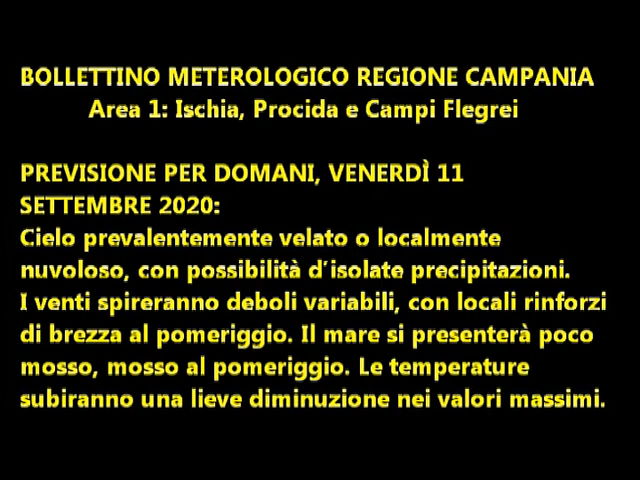 BOLLETTINO METEROLOGICO REGIONE CAMPANIA
Area 1: Ischia, Procida e Campi Flegrei
PREVISIONE PER DOMANI, VENERDÌ 11
SETTEMBRE 2020:
Cielo prevalentemente velato o localmente
nuvoloso, con possibilità d'isolate precipitazioni.
I venti spireranno deboli variabili, con locali rinforzi
di brezza al pomeriggio. Il mare si presenterà poco
mosso, mosso al pomeriggio. Le temperature
subiranno una lieve diminuzione nei valori massimi.